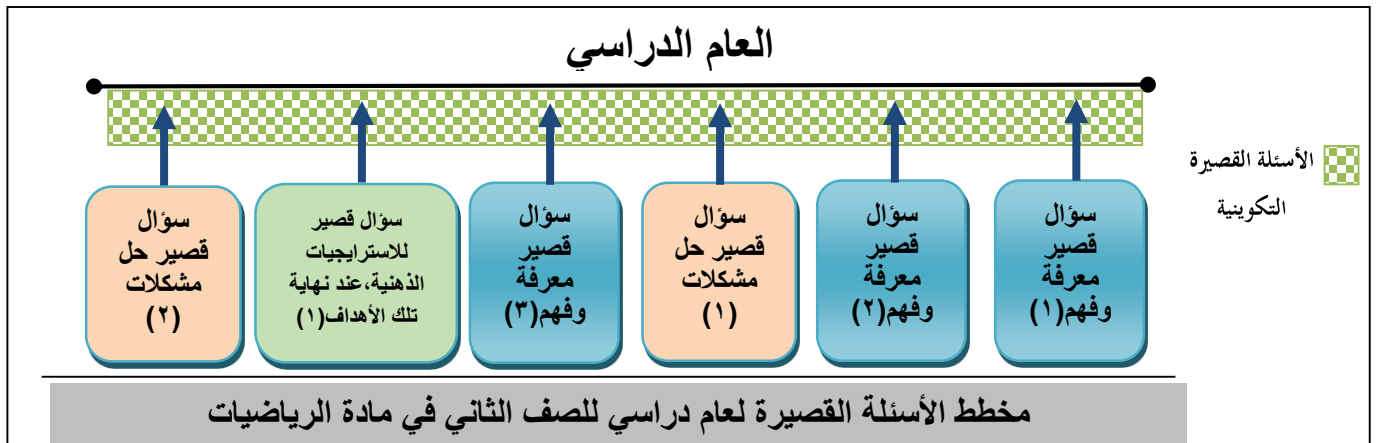 العام الدراسي
الأسئلة القصيرة
التكوينية
سؤال
قصير
معرفة
وفهم(١)
سؤال
قصير
معرفة
وفهم(٢)
سؤال
قصير حل
مشكلات
(١)
سؤال
قصير
معرفة
وفهم(٣)
سؤال قصير
للاسترايجيات
الذهنية،عند نهاية
تلك الأهداف(١)
سؤال
قصير حل
مشكلات
(٢)
مخطط الأسئلة القصيرة لعام دراسي للصف الثاني في مادة الرياضيات